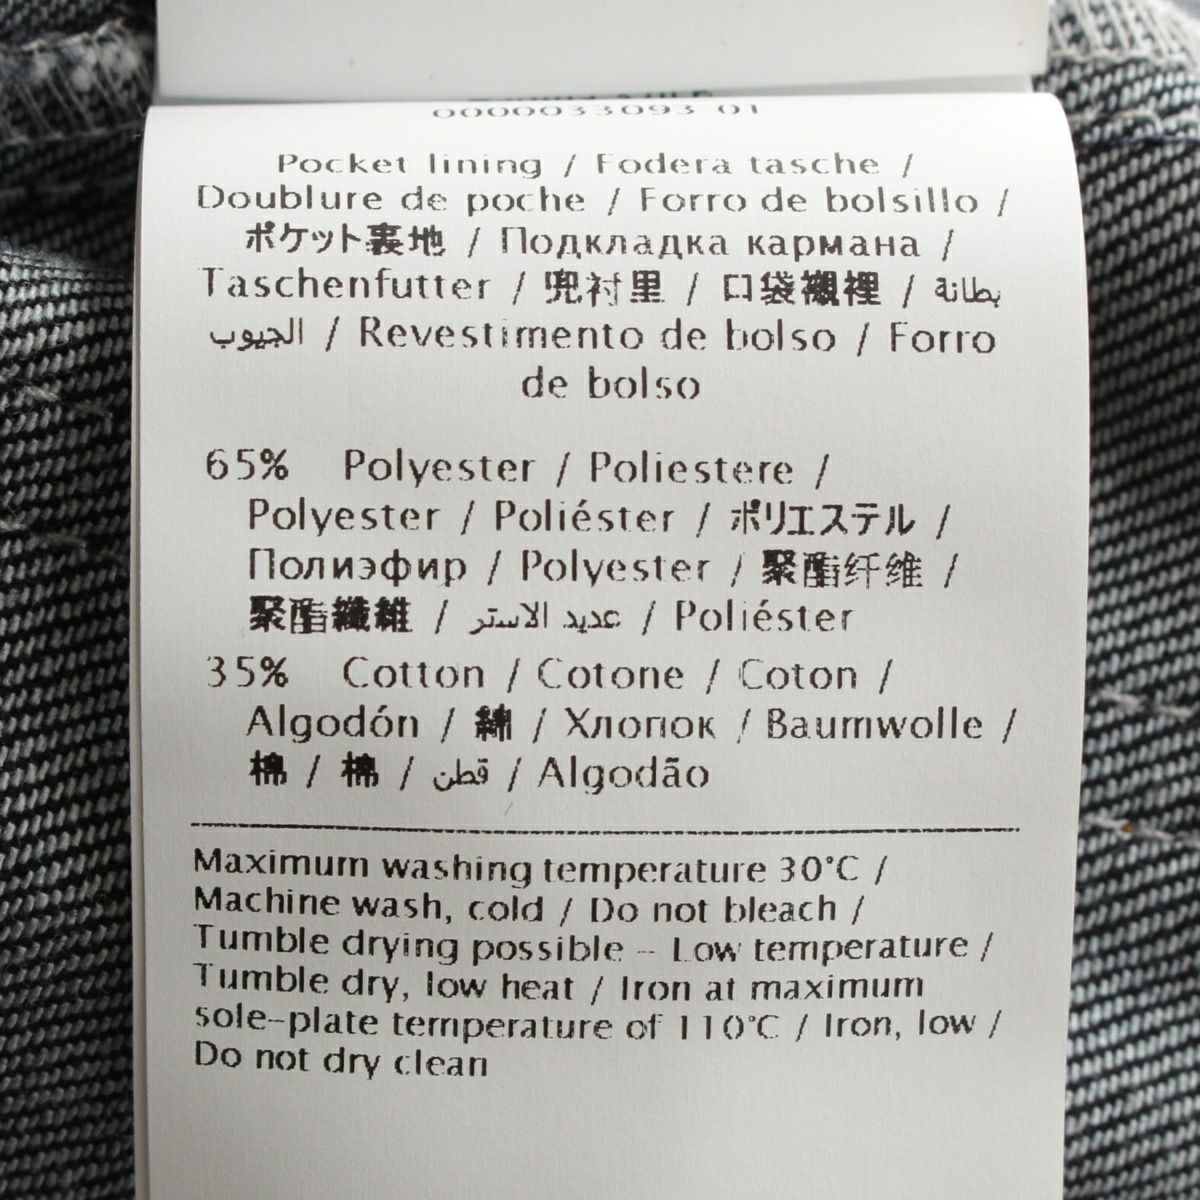 0000033093 01
Pocket lining / Fodera tasche /
Doublure de poche / Forro de bolsillo /
ポケット裏地 / Подкладка кармана /
Taschenfutter / 兜衬里 / 口袋襯裡 / بطانة
الجيوب / Revestimento de bolso / Forro
de bolso
65% Polyester / Poliestere /
Polyester / Poliéster / ポリエステル /
Полиэфир / Polyester / 聚酯纤维 /
聚酯纖維 / عديد الاستر / Poliéster
35% Cotton / Cotone / Coton /
Algodón / 綿 / Хлопок / Baumwolle /
棉 / 棉 / قطن / Algodão
Maximum washing temperature 30°C /
Machine wash, cold / Do not bleach /
Tumble drying possible - Low temperature /
Tumble dry, low heat / Iron at maximum
sole-plate temperature of 110°C / Iron, low /
Do not dry clean